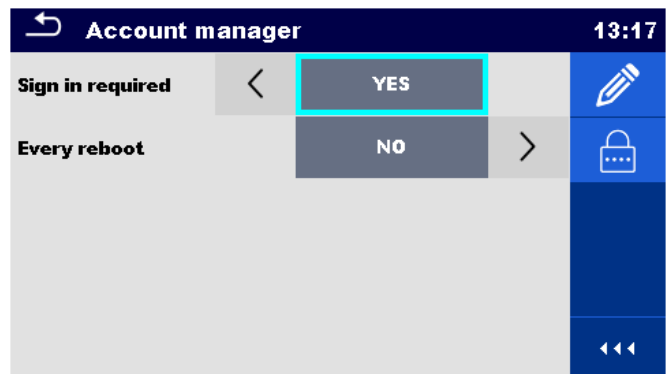 Account manager 13:17
Sign in required YES
Every reboot NO